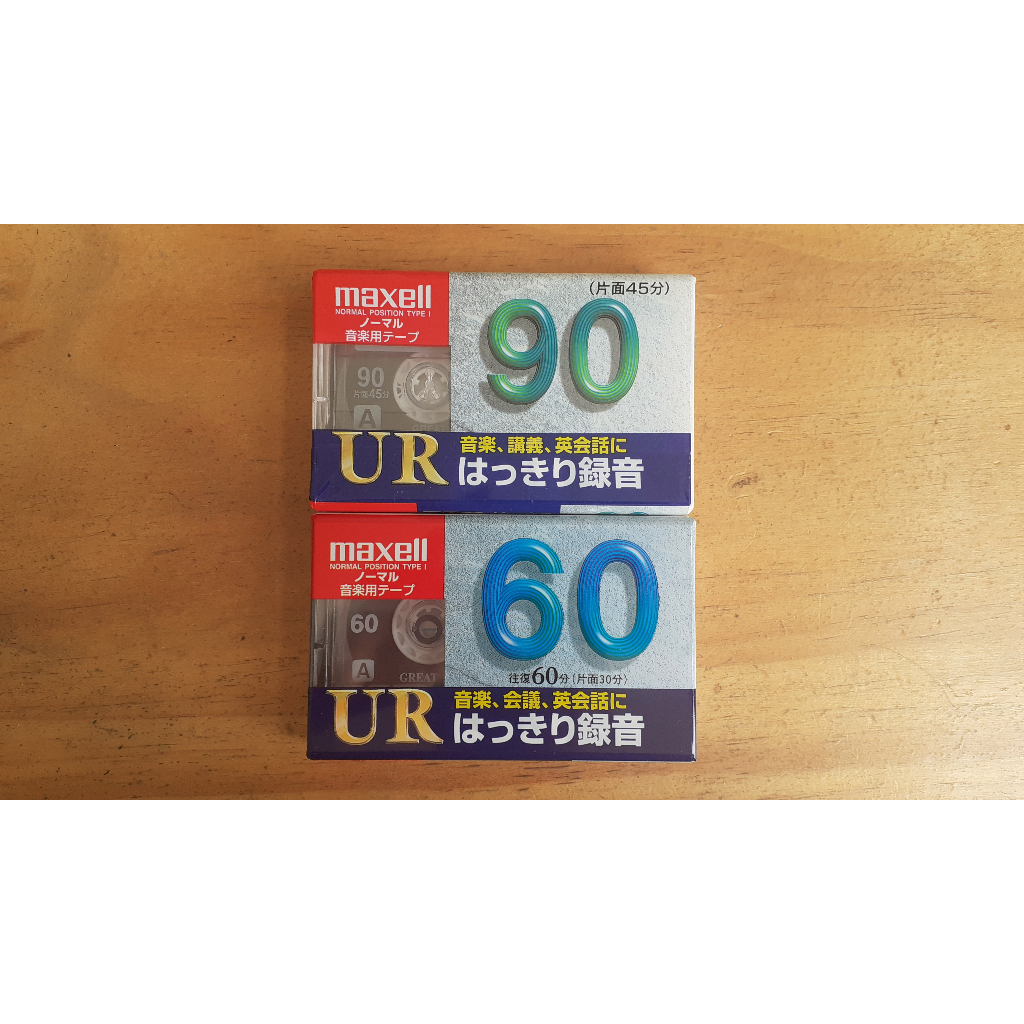 maxell
NORMAL POSITION TYPE I
ノーマル
音楽用テープ
(片面45分)
90
90
片面45分
A
UR
音楽、講義、英会話に
はっきり録音
maxell
NORMAL POSITION TYPE I
ノーマル
音楽用テープ
60
60
A
GREAT
往復60分(片面30分)
UR
音楽、会議、英会話に
はっきり録音